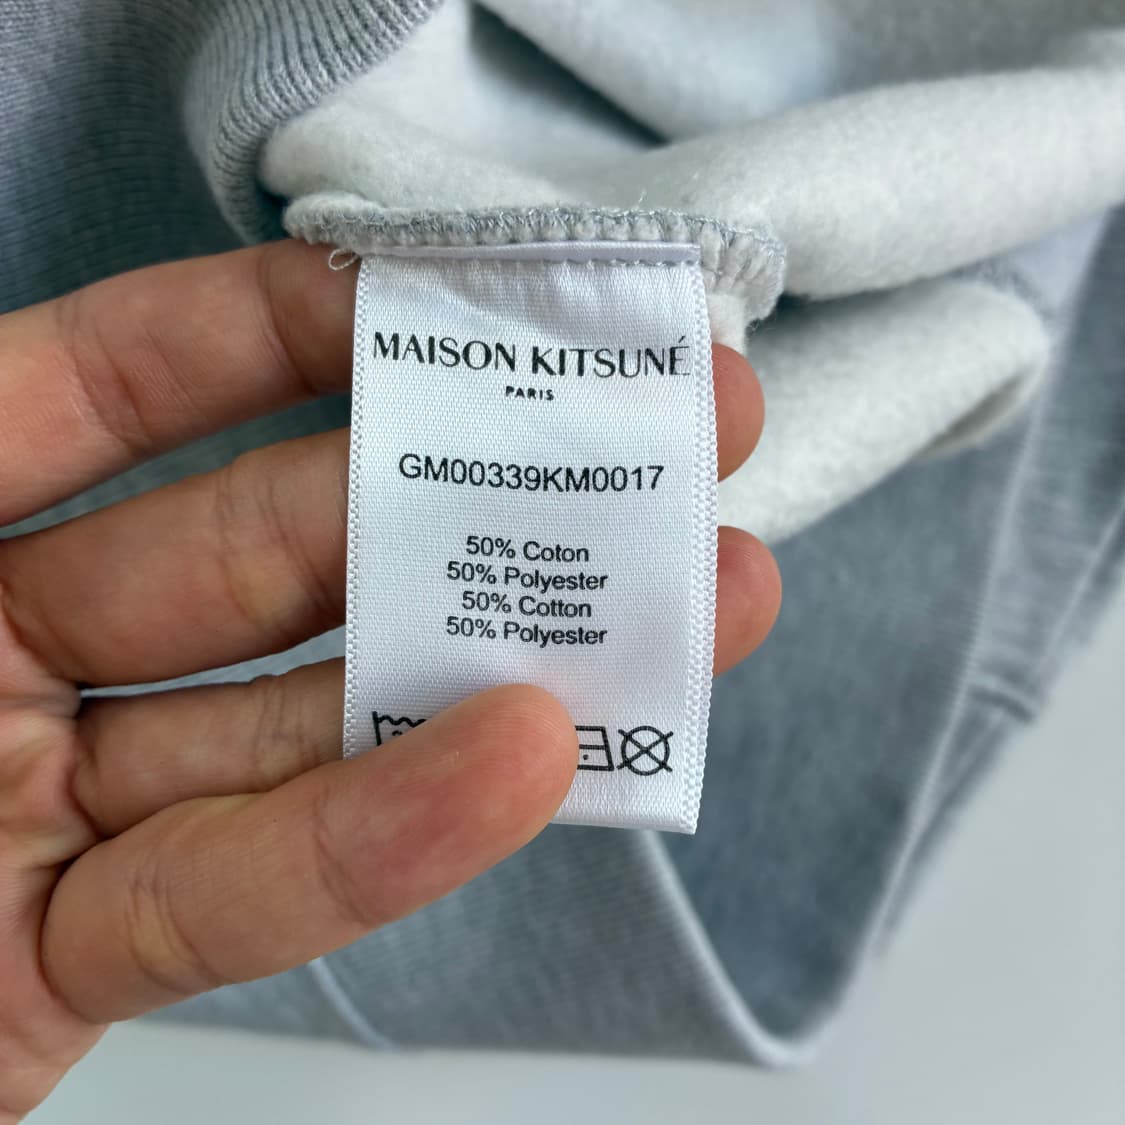 MAISON KITSUNÉ
PARIS
GM00339KM0017
50% Coton
50% Polyester
50% Cotton
50% Polyester